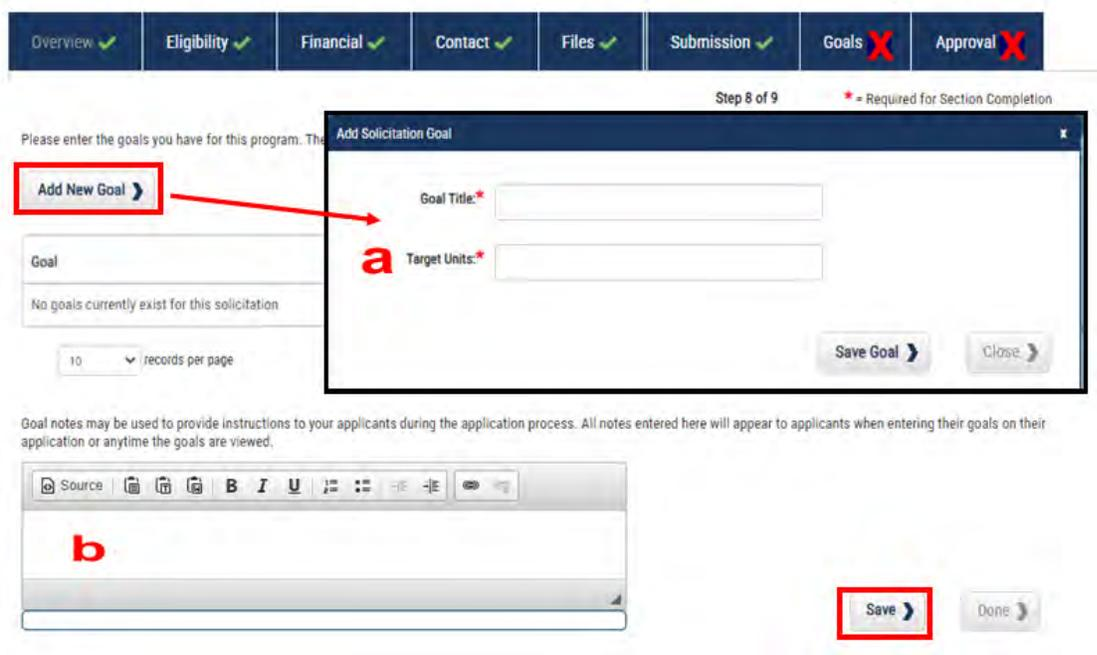 Overview Eligibility Financial Contact Files Submission Goals X Approval X
Step 8 of 9 * = Required for Section Completion
Please enter the goals you have for this program. The
Add Solicitation Goal x
Add New Goal
Goal Title:*
a Target Units:*
Goal
No goals currently exist for this solicitation
Save Goal Close
10 records per page
Goal notes may be used to provide instructions to your applicants during the application process. All notes entered here will appear to applicants when entering their goals on their
application or anytime the goals are viewed.
Source B I U
b
Save Done